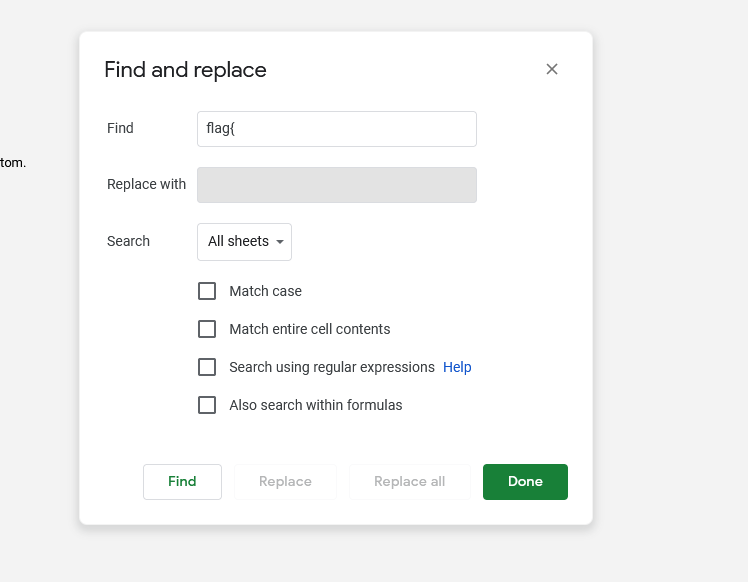 Find and replace
Find
flag{
tom.
Replace with
Search
All sheets
Match case
Match entire cell contents
Search using regular expressions Help
Also search within formulas
Find Replace Replace all Done